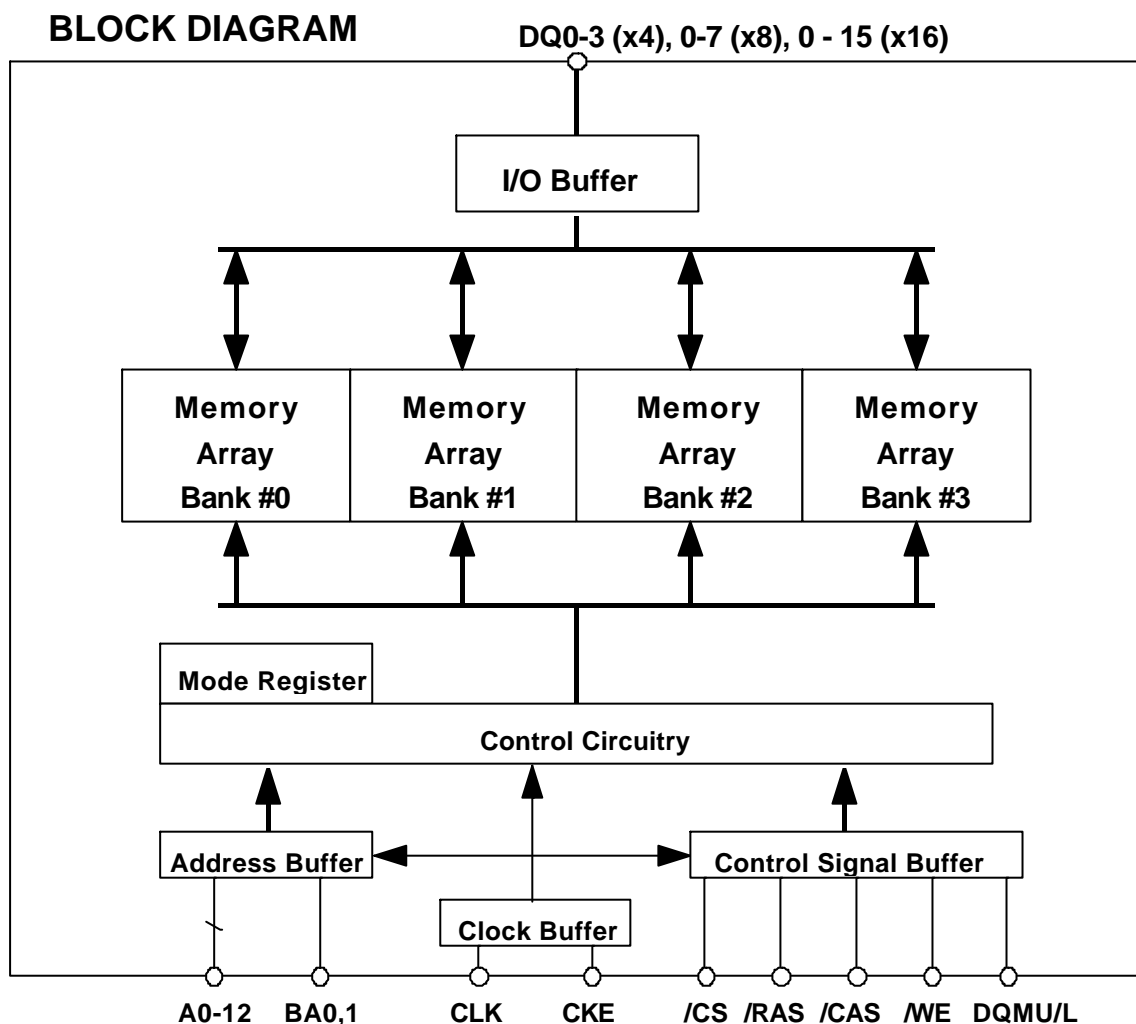 BLOCK DIAGRAM
DQ0-3 (x4), 0-7 (x8), 0 - 15 (x16)
I/O Buffer
Memory Array Bank #0
Memory Array Bank #1
Memory Array Bank #2
Memory Array Bank #3
Mode Register
Control Circuitry
Address Buffer
Control Signal Buffer
Clock Buffer
A0-12 BA0,1 CLK CKE /CS /RAS /CAS /WE DQMU/L